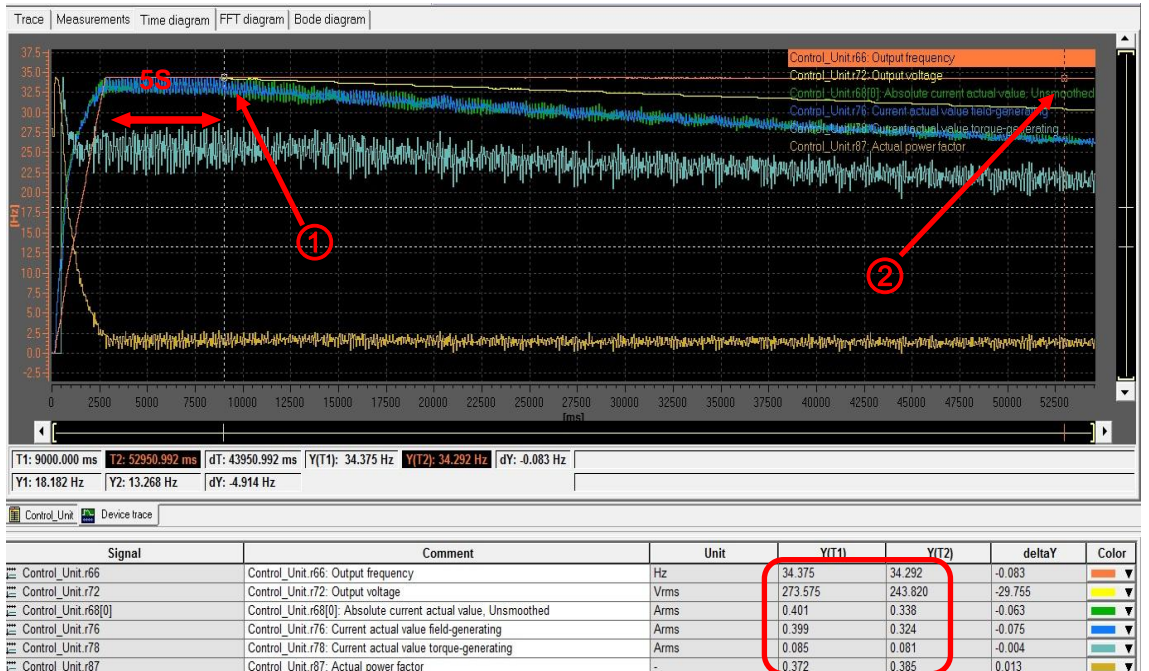 Trace Measurements Time diagram FFT diagram Bode diagram
37.5
35.0
32.5
30.0
27.5
25.0
22.5
20.0
17.5
15.0
12.5
10.0
7.5
5.0
2.5
0.0
-2.5
[Hz]
5S
Control_Unit.r66: Output frequency
Control_Unit.r72: Output voltage
Control_Unit.r68[0]: Absolute current actual value, Unsmoothed
Control_Unit.r76: Current actual value field-generating
Control_Unit.r78: Current actual value torque-generating
Control_Unit.r87: Actual power factor
①
②
0 2500 5000 7500 10000 12500 15000 17500 20000 22500 25000 27500 30000 32500 35000 37500 40000 42500 45000 47500 50000 52500
[ms]
T1: 9000.000 ms T2: 52950.992 ms dT: 43950.992 ms Y(T1): 34.375 Hz Y(T2): 34.292 Hz dY: -0.083 Hz
Y1: 18.182 Hz Y2: 13.268 Hz dY: -4.914 Hz
Control_Unit Device trace
Signal Comment Unit Y(T1) Y(T2) deltaY Color
Control_Unit.r66 Control_Unit.r66: Output frequency Hz 34.375 34.292 -0.083
Control_Unit.r72 Control_Unit.r72: Output voltage Vrms 273.575 243.820 -29.755
Control_Unit.r68[0] Control_Unit.r68[0]: Absolute current actual value, Unsmoothed Arms 0.401 0.338 -0.063
Control_Unit.r76 Control_Unit.r76: Current actual value field-generating Arms 0.399 0.324 -0.075
Control_Unit.r78 Control_Unit.r78: Current actual value torque-generating Arms 0.085 0.081 -0.004
Control_Unit.r87 Control_Unit.r87: Actual power factor - 0.372 0.385 0.013